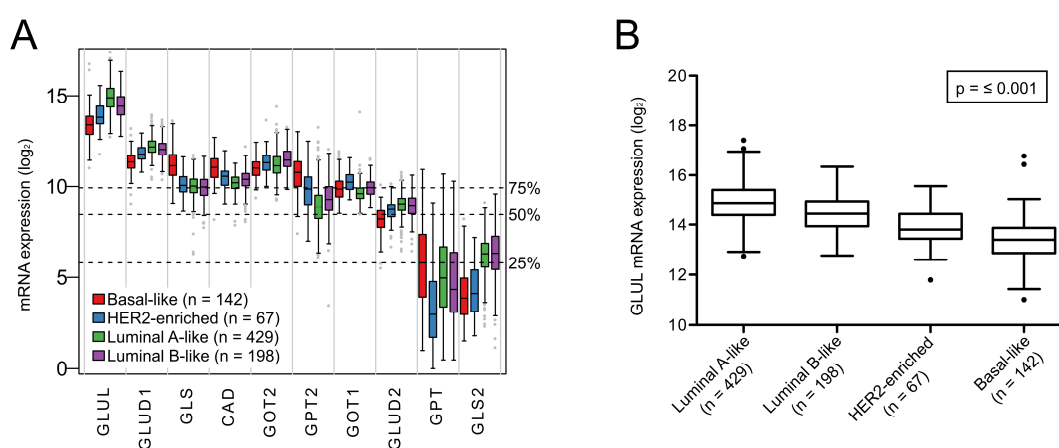 A
mRNA expression (log2)
15
10
5
0
75%
50%
25%
Basal-like (n = 142)
HER2-enriched (n = 67)
Luminal A-like (n = 429)
Luminal B-like (n = 198)
GLUL
GLUD1
GLS
CAD
GOT2
GPT2
GOT1
GLUD2
GPT
GLS2
B
GLUL mRNA expression (log2)
20
18
16
14
12
10
p = ≤ 0.001
Luminal A-like
(n = 429)
Luminal B-like
(n = 198)
HER2-enriched
(n = 67)
Basal-like
(n = 142)